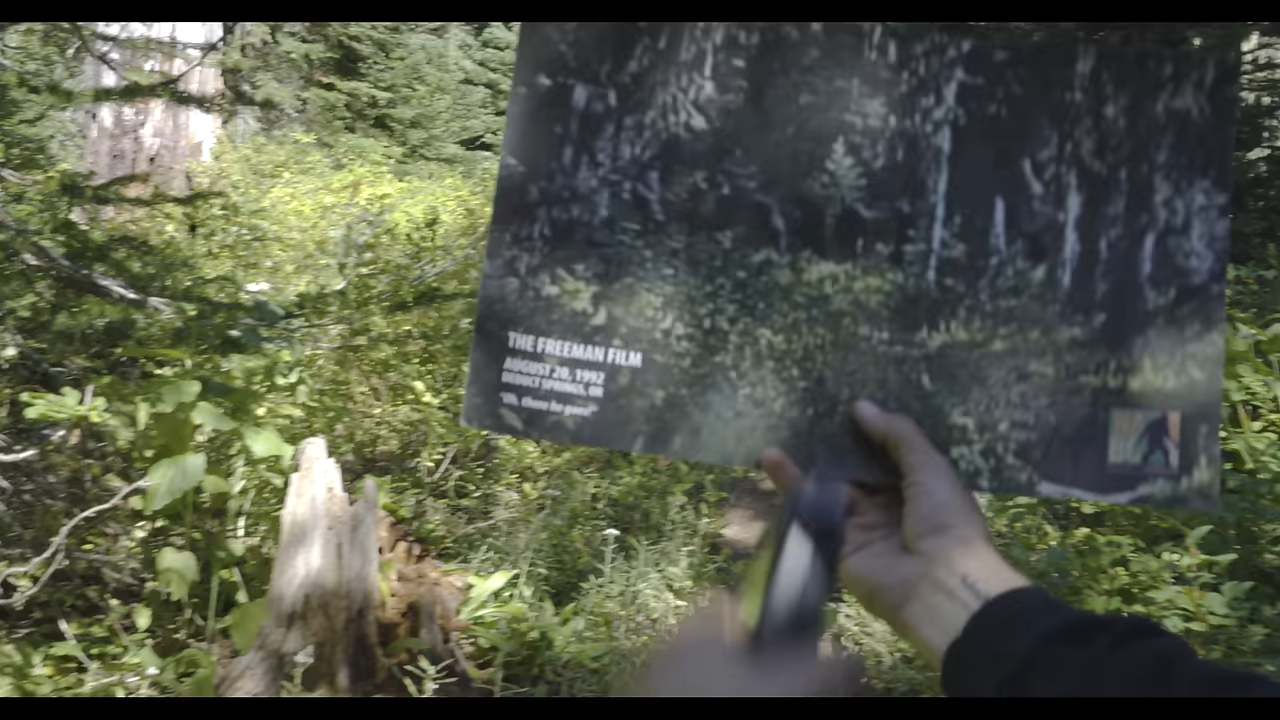 THE FREEMAN FILM
AUGUST 20, 1992
DEDUCT SPRINGS, OR
"Oh, there he goes!"